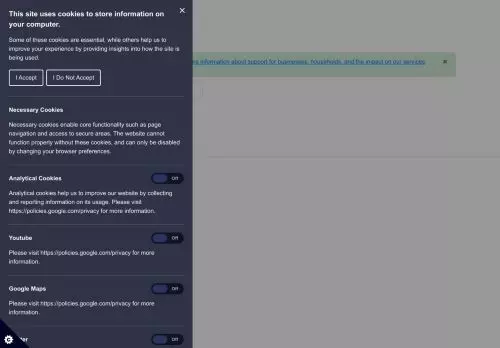 This site uses cookies to store information on
your computer.
Some of these cookies are essential, while others help us to
improve your experience by providing insights into how the site is
being used.
I Accept
I Do Not Accept
information about support for businesses, households, and the impact on our services.
Necessary Cookies
Necessary cookies enable core functionality such as page
navigation and access to secure areas. The website cannot
function properly without these cookies, and can only be disabled
by changing your browser preferences.
Analytical Cookies
Off
Analytical cookies help us to improve our website by collecting
and reporting information on its usage. Please visit
https://policies.google.com/privacy for more information.
Youtube
Off
Please visit https://policies.google.com/privacy for more
information.
Google Maps
Off
Please visit https://policies.google.com/privacy for more
information.
Off